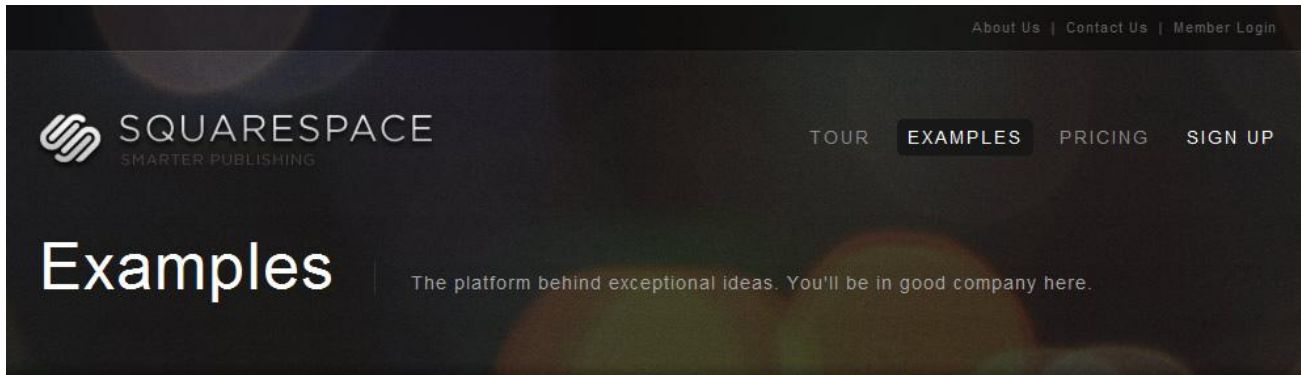 About Us | Contact Us | Member Login
SQUARESPACE
SMARTER PUBLISHING
TOUR EXAMPLES PRICING SIGN UP
Examples
The platform behind exceptional ideas. You'll be in good company here.